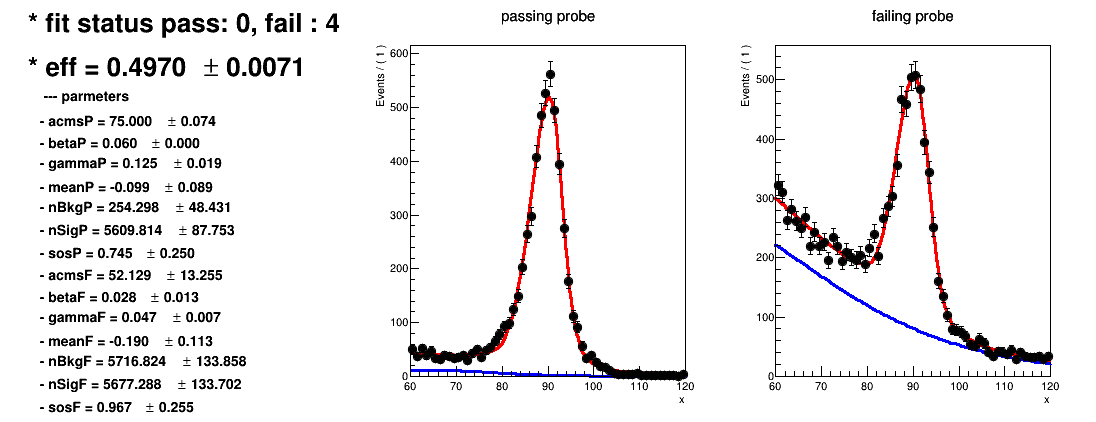 * fit status pass: 0, fail : 4
* eff = 0.4970 ± 0.0071
--- parmeters
- acmsP = 75.000 ± 0.074
- betaP = 0.060 ± 0.000
- gammaP = 0.125 ± 0.019
- meanP = -0.099 ± 0.089
- nBkgP = 254.298 ± 48.431
- nSigP = 5609.814 ± 87.753
- sosP = 0.745 ± 0.250
- acmsF = 52.129 ± 13.255
- betaF = 0.028 ± 0.013
- gammaF = 0.047 ± 0.007
- meanF = -0.190 ± 0.113
- nBkgF = 5716.824 ± 133.858
- nSigF = 5677.288 ± 133.702
- sosF = 0.967 ± 0.255
passing probe
Events / ( 1 )
600
500
400
300
200
100
0
60 70 80 90 100 110 120
x
failing probe
Events / ( 1 )
500
400
300
200
100
0
60 70 80 90 100 110 120
x